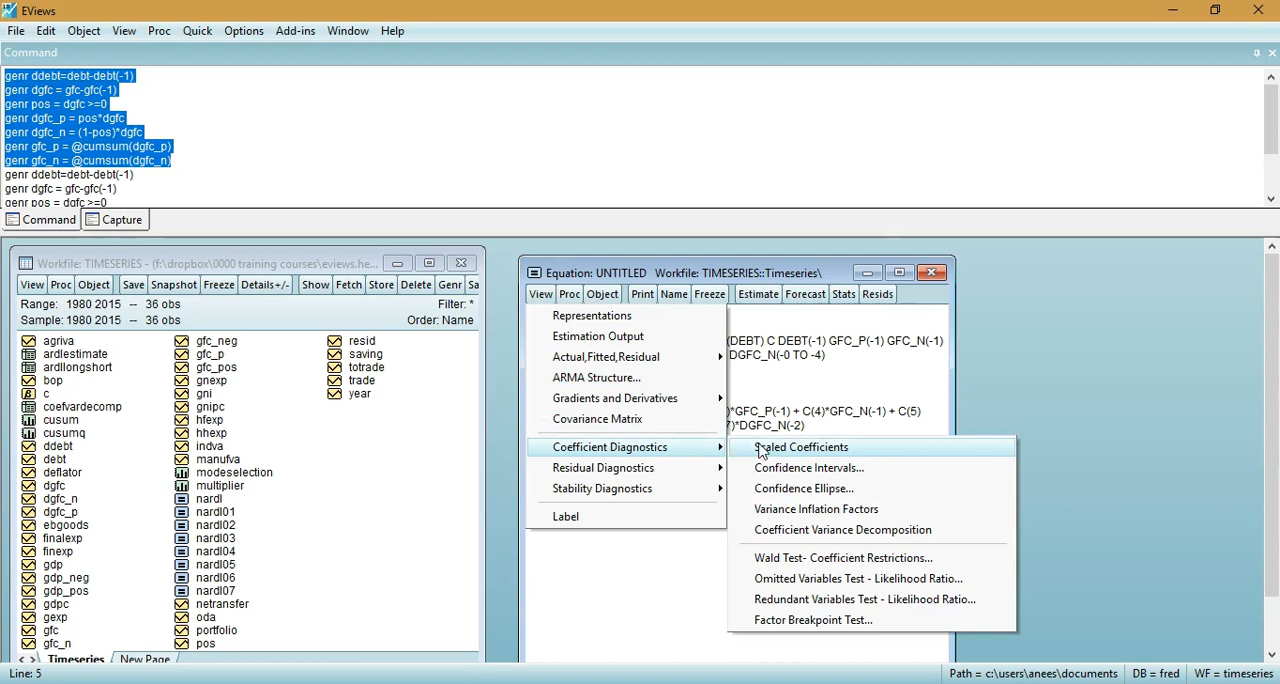 EViews
File Edit Object View Proc Quick Options Add-ins Window Help
Command
genr ddebt=debt-debt(-1)
genr dgfc = gfc-gfc(-1)
genr pos = dgfc >=0
genr dgfc_p = pos*dgfc
genr dgfc_n = (1-pos)*dgfc
genr gfc_p = @cumsum(dgfc_p)
genr gfc_n = @cumsum(dgfc_n)
genr ddebt=debt-debt(-1)
genr dgfc = gfc-gfc(-1)
genr pos = dgfc >=0
Command Capture
Workfile: TIMESERIES - (f:\dropbox\0000 training courses\eviews.he...
View Proc Object Save Snapshot Freeze Details+/- Show Fetch Store Delete Genr Sa
Range: 1980 2015 -- 36 obs Filter: *
Sample: 1980 2015 -- 36 obs Order: Name
agriva
ardlestimate
ardllongshort
bop
c
coefvardecomp
cusum
cusumq
ddebt
debt
deflator
dgfc
dgfc_n
dgfc_p
ebgoods
finalexp
finexp
gdp
gdp_neg
gdp_pos
gdpc
gexp
gfc
gfc_n
gfc_neg
gfc_p
gfc_pos
gnexp
gni
gnipc
hfexp
hhexp
indva
manufva
modeselection
multiplier
nardl
nardl01
nardl02
nardl03
nardl04
nardl05
nardl06
nardl07
netransfer
oda
portfolio
pos
resid
saving
totrade
trade
year
Timeseries New Page
Equation: UNTITLED Workfile: TIMESERIES::Timeseries\
View Proc Object Print Name Freeze Estimate Forecast Stats Resids
(DEBT) C DEBT(-1) GFC_P(-1) GFC_N(-1)
DGFC_N(-0 TO -4)
)*GFC_P(-1) + C(4)*GFC_N(-1) + C(5)
7)*DGFC_N(-2)
Representations
Estimation Output
Actual,Fitted,Residual
ARMA Structure...
Gradients and Derivatives
Covariance Matrix
Coefficient Diagnostics
Residual Diagnostics
Stability Diagnostics
Label
Scaled Coefficients
Confidence Intervals...
Confidence Ellipse...
Variance Inflation Factors
Coefficient Variance Decomposition
Wald Test- Coefficient Restrictions...
Omitted Variables Test - Likelihood Ratio...
Redundant Variables Test - Likelihood Ratio...
Factor Breakpoint Test...
Line: 5 Path = c:\users\anees\documents DB = fred WF = timeseries